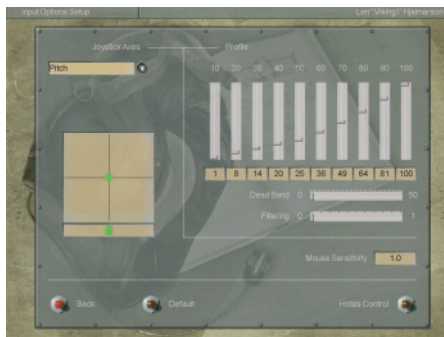 Input Options Setup
Len 'Viking1' Hjalmarson
Joystick Axes
Profile
Pitch
10 20 30 40 50 60 70 80 90 100
1 8 14 20 25 36 49 64 81 100
Dead Band 0 50
Filtering 0 1
Mouse Sensitivity 1.0
Back
Default
Hotas Control